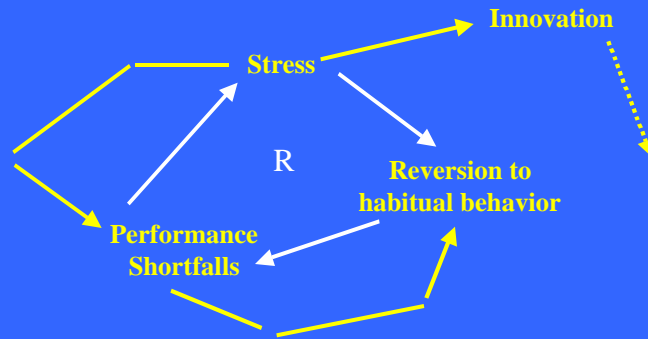 Innovation
Stress
R
Reversion to
habitual behavior
Performance
Shortfalls